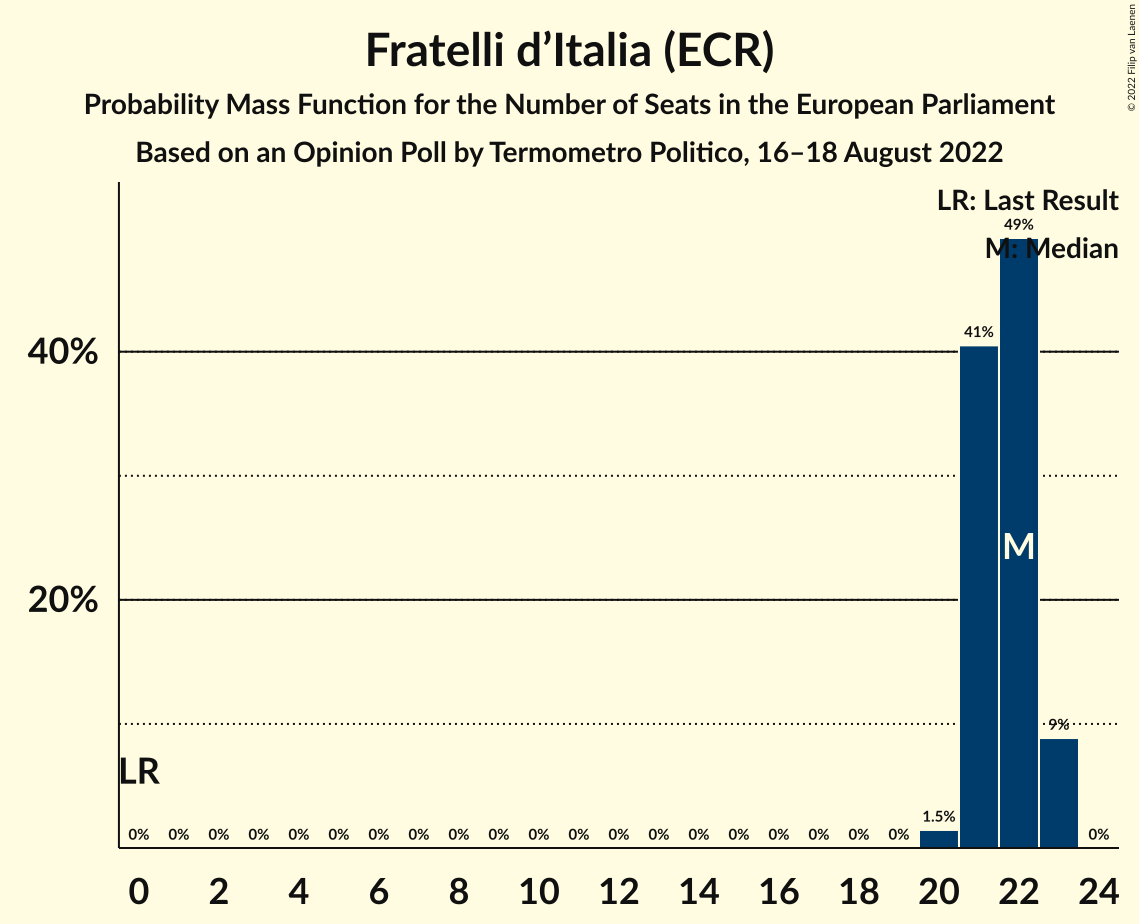 Fratelli d’Italia (ECR)
Probability Mass Function for the Number of Seats in the European Parliament
Based on an Opinion Poll by Termometro Politico, 16–18 August 2022
© 2022 Filip van Laenen
LR: Last Result
49%
M: Median
41%
40%
M
20%
9%
LR
1.5%
0% 0% 0% 0% 0% 0% 0% 0% 0% 0% 0% 0% 0% 0% 0% 0% 0% 0% 0% 0% 0%
0 2 4 6 8 10 12 14 16 18 20 22 24